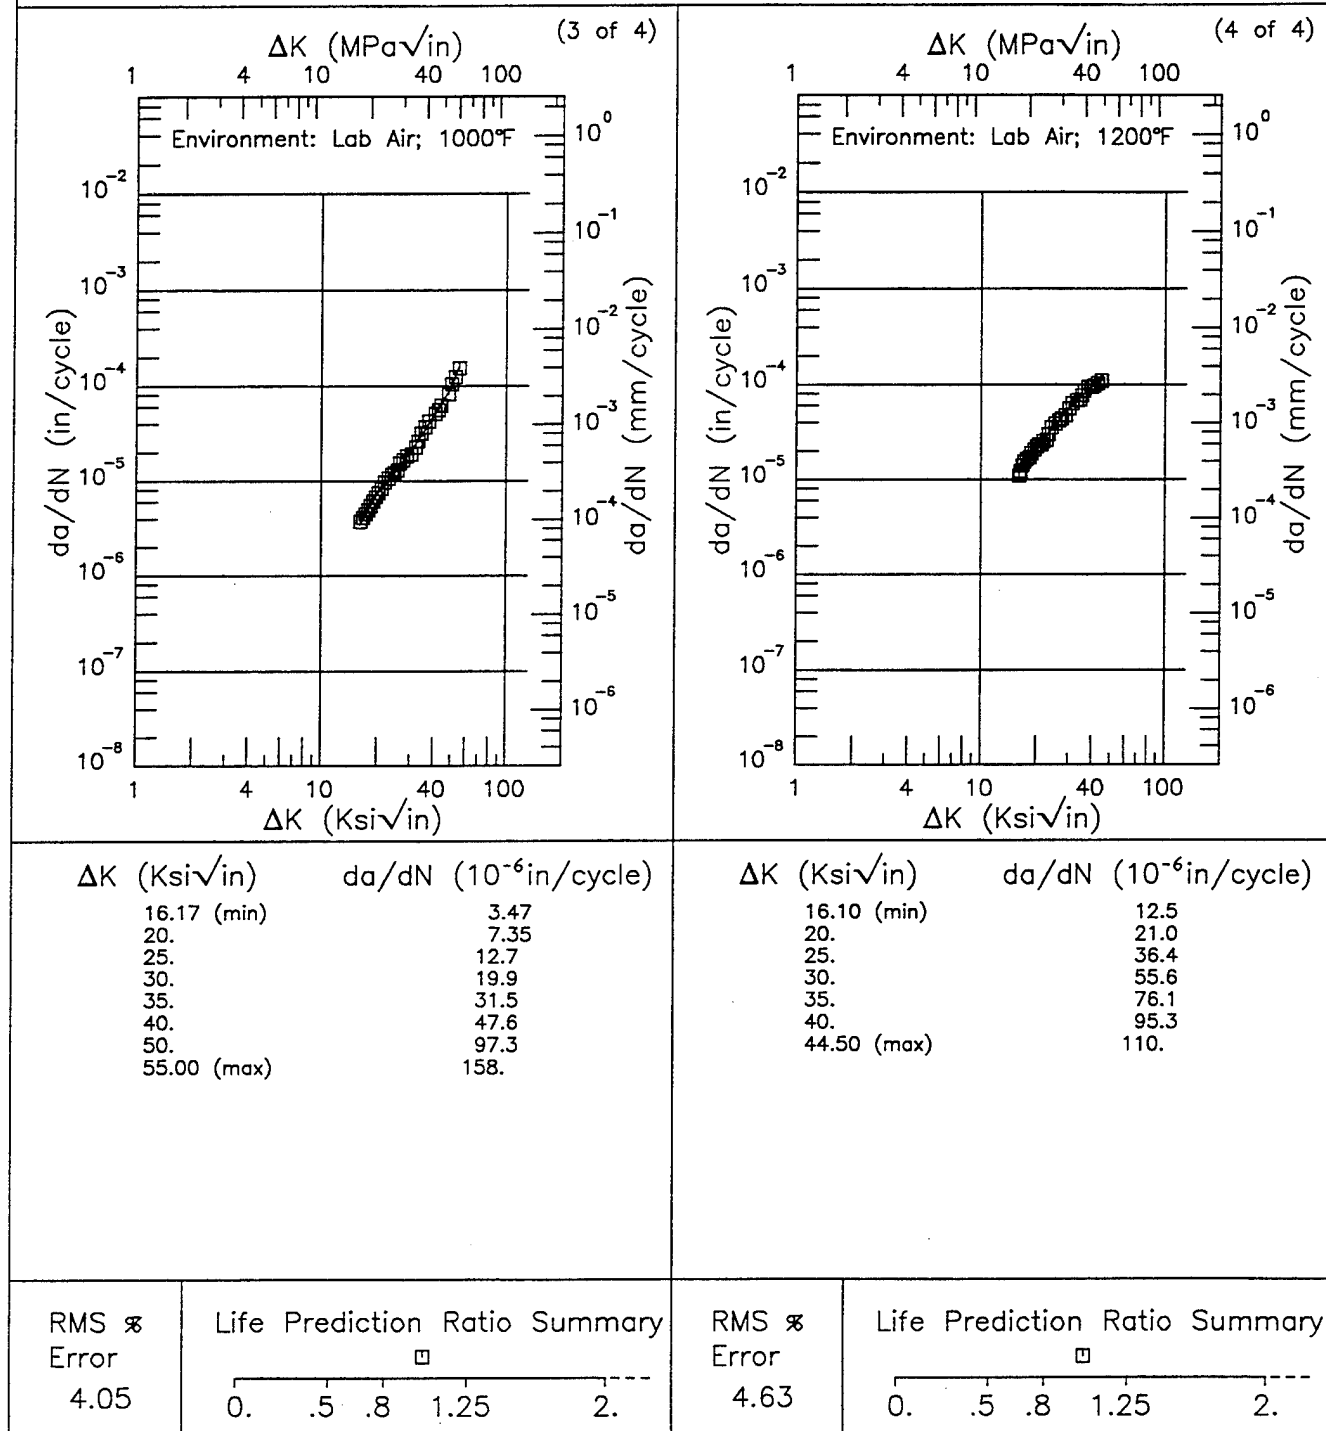 (3 of 4)
ΔK (MPa√in)
1 4 10 40 100
Environment: Lab Air; 1000°F
da/dN (in/cycle)
10⁻²
10⁻³
10⁻⁴
10⁻⁵
10⁻⁶
10⁻⁷
10⁻⁸
10⁰
10⁻¹
10⁻²
10⁻³
10⁻⁴
10⁻⁵
10⁻⁶
da/dN (mm/cycle)
1 4 10 40 100
ΔK (Ksi√in)
ΔK (Ksi√in) da/dN (10⁻⁶in/cycle)
16.17 (min) 3.47
20. 7.35
25. 12.7
30. 19.9
35. 31.5
40. 47.6
50. 97.3
55.00 (max) 158.
RMS %
Error
4.05
Life Prediction Ratio Summary
0. .5 .8 1.25 2.
(4 of 4)
ΔK (MPa√in)
1 4 10 40 100
Environment: Lab Air; 1200°F
da/dN (in/cycle)
10⁻²
10⁻³
10⁻⁴
10⁻⁵
10⁻⁶
10⁻⁷
10⁻⁸
10⁰
10⁻¹
10⁻²
10⁻³
10⁻⁴
10⁻⁵
10⁻�6
da/dN (mm/cycle)
1 4 10 40 100
ΔK (Ksi√in)
ΔK (Ksi√in) da/dN (10⁻⁶in/cycle)
16.10 (min) 12.5
20. 21.0
25. 36.4
30. 55.6
35. 76.1
40. 95.3
44.50 (max) 110.
RMS %
Error
4.63
Life Prediction Ratio Summary
0. .5 .8 1.25 2.